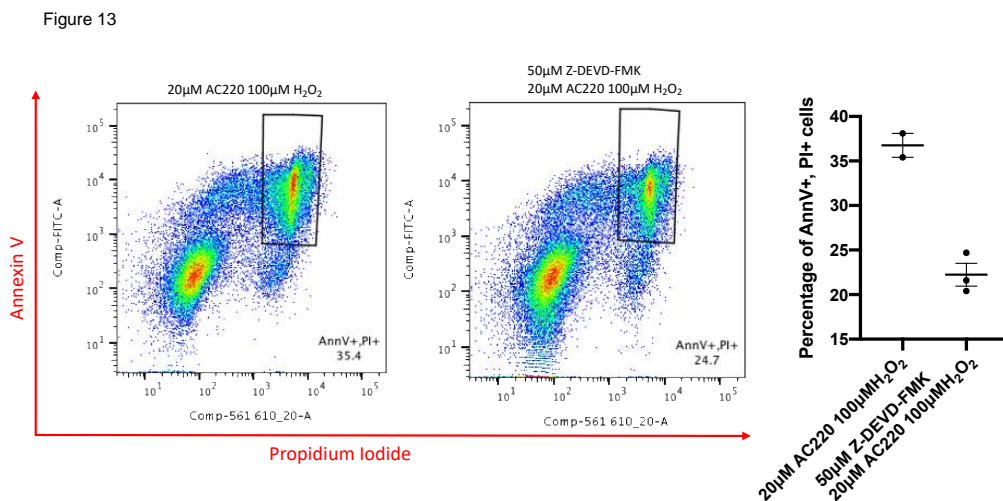 Figure 13
20µM AC220 100µM H₂O₂
Annexin V
Comp-FITC-A
10⁵
10⁴
10³
10²
10¹
AnnV+,PI+
35.4
10¹ 10² 10³ 10⁴ 10⁵
Comp-561 610_20-A
50µM Z-DEVD-FMK
20µM AC220 100µM H₂O₂
Comp-FITC-A
10⁵
10⁴
10³
10²
10¹
AnnV+,PI+
24.7
10¹ 10² 10³ 10⁴ 10⁵
Comp-561 610_20-A
Propidium Iodide
Percentage of AnnV+, PI+ cells
40
35
30
25
20
15
20µM AC220 100µMH₂O₂
50µM Z-DEVD-FMK
20µM AC220 100µMH₂O₂